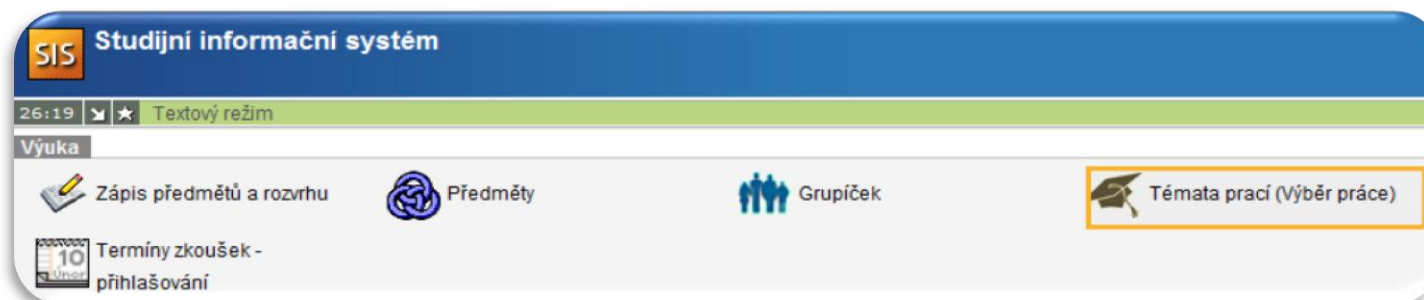 SIS Studijní informační systém
26:19 Textový režim
Výuka
Zápis předmětů a rozvrhu Předměty Grupíček Témata prací (Výběr práce)
10 Termíny zkoušek -
Únor přihlašování